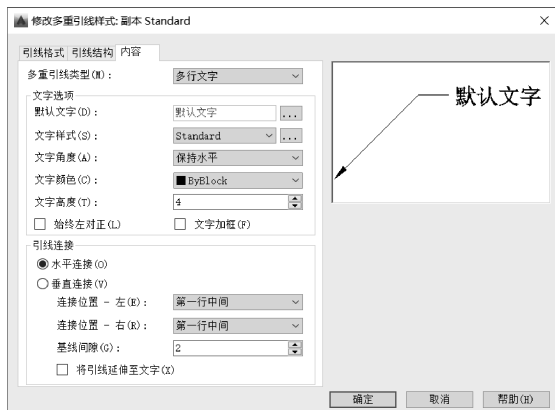 修改多重引线样式: 副本 Standard
引线格式 引线结构 内容
多重引线类型(M): 多行文字
文字选项
默认文字(D): 默认文字 ...
文字样式(S): Standard ...
文字角度(A): 保持水平
文字颜色(C): ByBlock
文字高度(T): 4
始终左对正(L) 文字加框(F)
引线连接
水平连接(O)
垂直连接(V)
连接位置 - 左(E): 第一行中间
连接位置 - 右(R): 第一行中间
基线间隙(G): 2
将引线延伸至文字(X)
默认文字
确定 取消 帮助(H)